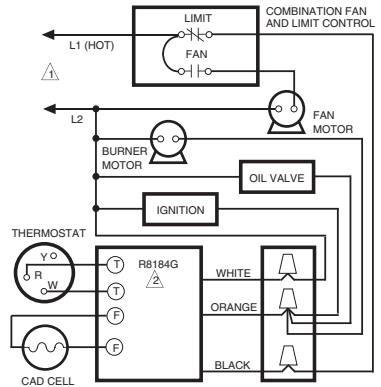 LIMIT
COMBINATION FAN
AND LIMIT CONTROL
L1 (HOT)
FAN
1
L2
FAN
MOTOR
BURNER
MOTOR
OIL VALVE
IGNITION
THERMOSTAT
Y
R
W
T
R8184G
2
WHITE
T
ORANGE
F
F
BLACK
CAD CELL